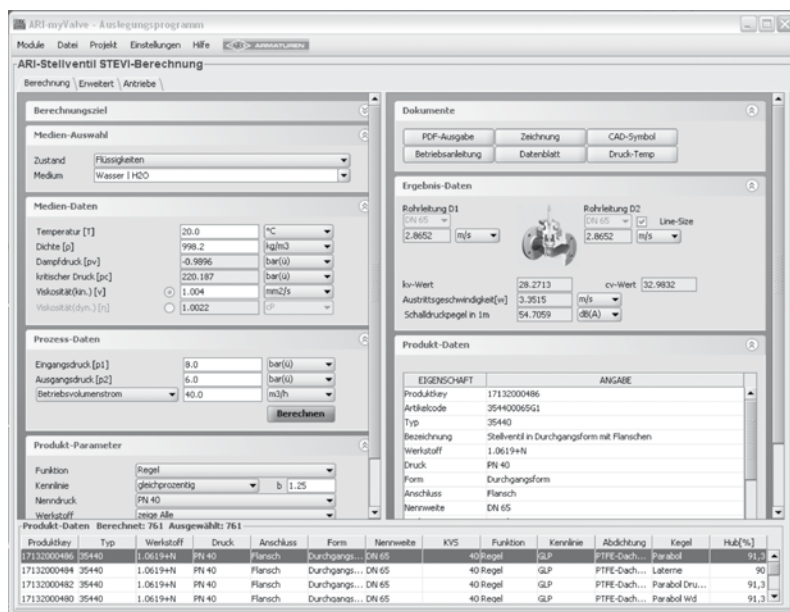 ARI-myValve - Auslegungsprogramm
Module Datei Projekt Einstellungen Hilfe ARI ARMATUREN
ARI-Stellventil STEVI-Berechnung
Berechnung Erweitert Antriebe
Berechnungsziel
Medien-Auswahl
Zustand Flüssigkeiten
Medium Wasser | H2O
Medien-Daten
Temperatur [T] 20.0 °C
Dichte [ρ] 998.2 kg/m3
Dampfdruck [pv] -0.9896 bar(ü)
kritischer Druck [pc] 220.187 bar(ü)
Viskosität(kin.) [v] 1.004 mm2/s
Viskosität(dyn.) [η] 1.0022 cP
Prozess-Daten
Eingangsdruck [p1] 8.0 bar(ü)
Ausgangsdruck [p2] 6.0 bar(ü)
Betriebsvolumenstrom 40.0 m3/h
Berechnen
Produkt-Parameter
Funktion Regel
Kennlinie gleichprozentig b 1.25
Nenndruck PN 40
Werkstoff zeige Alle
Dokumente
PDF-Ausgabe Zeichnung CAD-Symbol
Betriebsanleitung Datenblatt Druck-Temp
Ergebnis-Daten
Rohrleitung D1 Rohrleitung D2
DN 65 DN 65 Line-Size
2.8652 m/s 2.8652 m/s
kv-Wert 28.2713 cv-Wert 32.9832
Austrittsgeschwindigkeit[w] 3.3515 m/s
Schalldruckpegel in 1m 54.7059 dB(A)
Produkt-Daten
EIGENSCHAFT ANGABE
Produktkey 17132000486
Artikelcode 354400065G1
Typ 35440
Bezeichnung Stellventil in Durchgangsform mit Flanschen
Werkstoff 1.0619+N
Druck PN 40
Form Durchgangsform
Anschluss Flansch
Nennweite DN 65
Produkt-Daten Berechnet: 761 Ausgewählt: 761
Produktkey Typ Werkstoff Druck Anschluss Form Nennweite KVS Funktion Kennlinie Abdichtung Kegel Hub[%]
17132000486 35440 1.0619+N PN 40 Flansch Durchgangs... DN 65 40 Regel GLP PTFE-Dach... Parabol 91,3
17132000484 35440 1.0619+N PN 40 Flansch Durchgangs... DN 65 40 Regel GLP PTFE-Dach... Laterne 90
17132000482 35440 1.0619+N PN 40 Flansch Durchgangs... DN 65 40 Regel GLP PTFE-Dach... Parabol Dru... 91,3
17132000480 35440 1.0619+N PN 40 Flansch Durchgangs... DN 65 40 Regel GLP PTFE-Dach... Parabol Wd 91,3